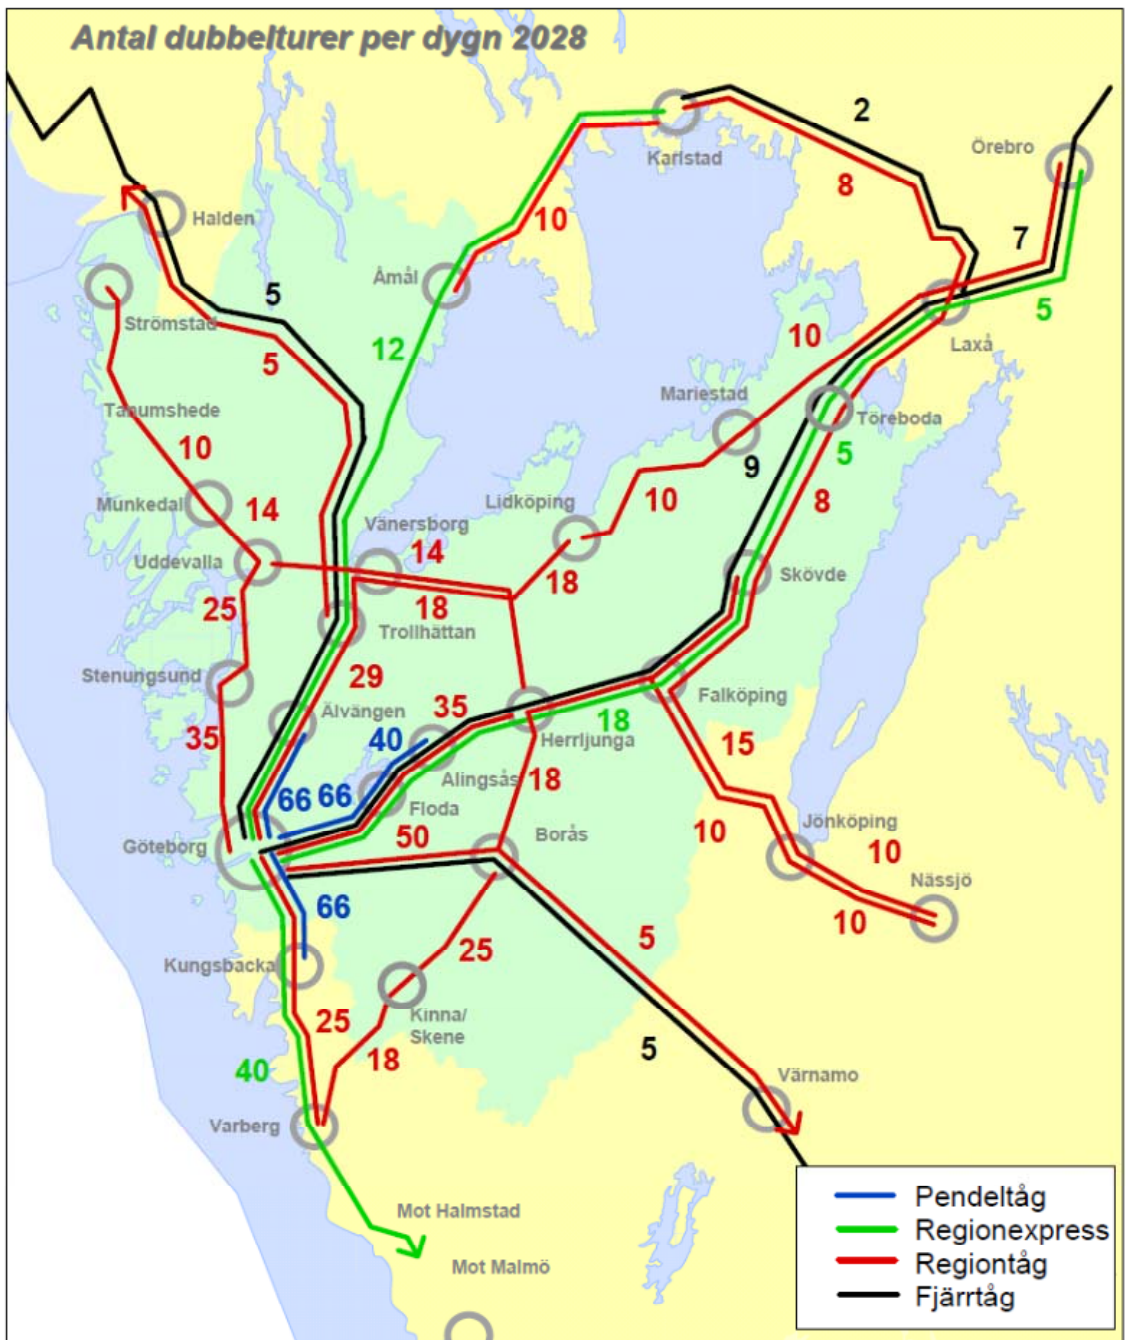 Antal dubbelturer per dygn 2028
2
Örebro
Karlstad
8
Halden
10
7
Åmål
5
5
Strömstad
10
Laxå
12
5
Mariestad
Tanumshede
Töreboda
10
5
9
Lidköping
10
8
Munkedal
14
Vänersborg
14
Uddevalla
18
Skövde
25
18
Trollhättan
Stenungsund
29
Falköping
Älvängen
35
18
35
40
Herrljunga
15
Alingsås
18
66
66
Floda
Jönköping
Göteborg
50
Borås
10
10
Nässjö
66
10
5
25
Kungsbacka
Kinna/
Skene
25
5
18
40
Värnamo
Varberg
Mot Halmstad
Mot Malmö
Pendeltåg
Regionexpress
Regiontåg
Fjärrtåg